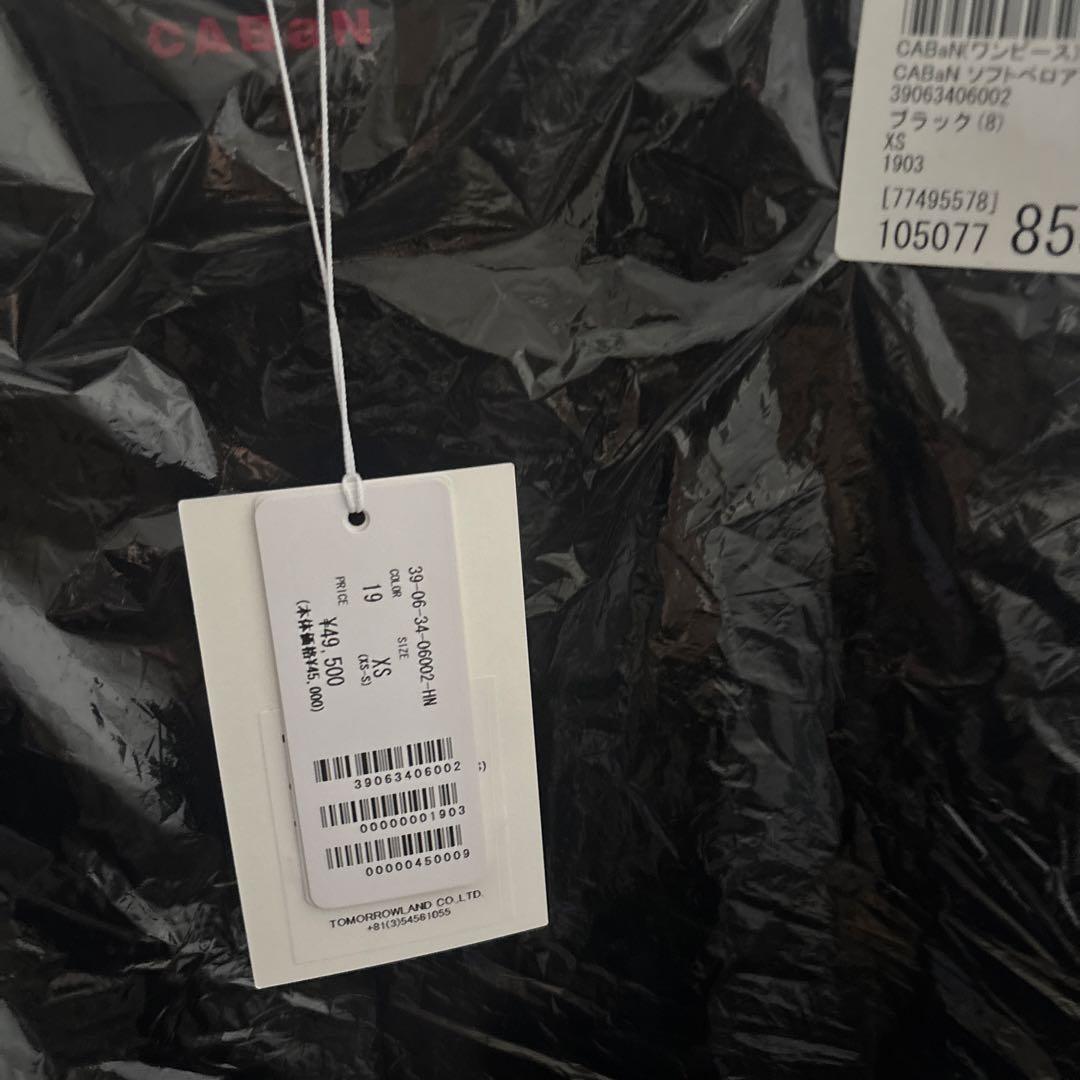 CABaN
CABaN(ワンピース)
CABaN ソフトベロア
39063406002
ブラック(8)
XS
1903
[77495578]
105077 85
39-06-34-06002-HN
COLOR SIZE
19 XS
(XS-S)
PRICE ¥49,500
(本体価格¥45,000)
39063406002
00000001903
00000450009
S)
TOMORROWLAND CO.,LTD.
+81(3)54561055